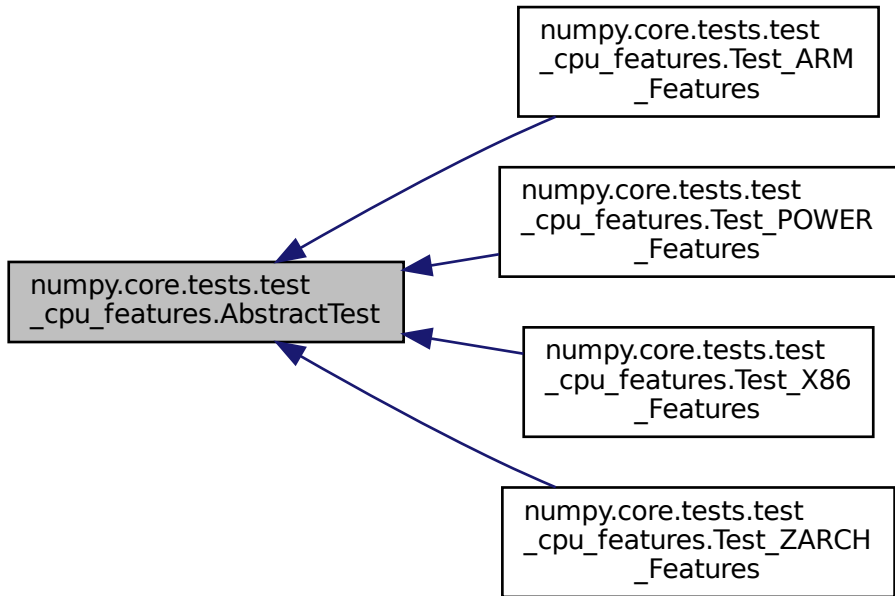 numpy.core.tests.test
_cpu_features.Test_ARM
_Features
numpy.core.tests.test
_cpu_features.Test_POWER
_Features
numpy.core.tests.test
_cpu_features.AbstractTest
numpy.core.tests.test
_cpu_features.Test_X86
_Features
numpy.core.tests.test
_cpu_features.Test_ZARCH
_Features